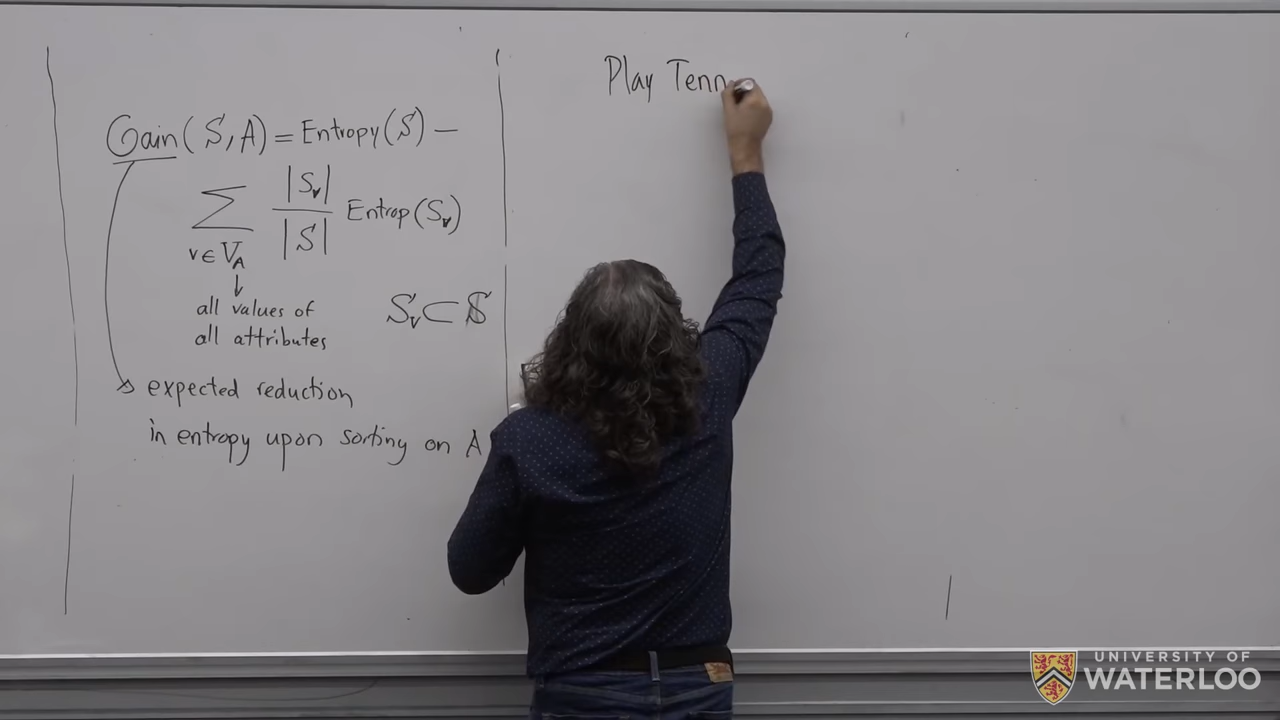 Gain(S,A) = Entropy(S) −
∑ |Sv| / |S| Entrop(Sv)
v ∈ VA
all values of
all attributes
Sv ⊂ S
expected reduction
in entropy upon sorting on A
Play Tenn
UNIVERSITY OF
WATERLOO